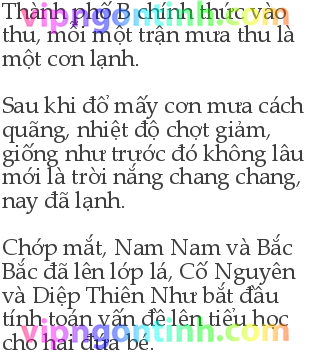 vipngontinh.com
Thành phố B chính thức vào
thu, mỗi một trận mưa thu là
một cơn lạnh.
Sau khi đổ mấy cơn mưa cách
quãng, nhiệt độ chợt giảm,
giống như trước đó không lâu
mới là trời nắng chang chang,
nay đã lạnh.
Chớp mắt, Nam Nam và Bắc
Bắc đã lên lớp lá, Cố Nguyên
và Diệp Thiên Như bắt đầu
tính toán vấn đề lên tiểu học
vipngontinh.com
cho hai đứa bé.